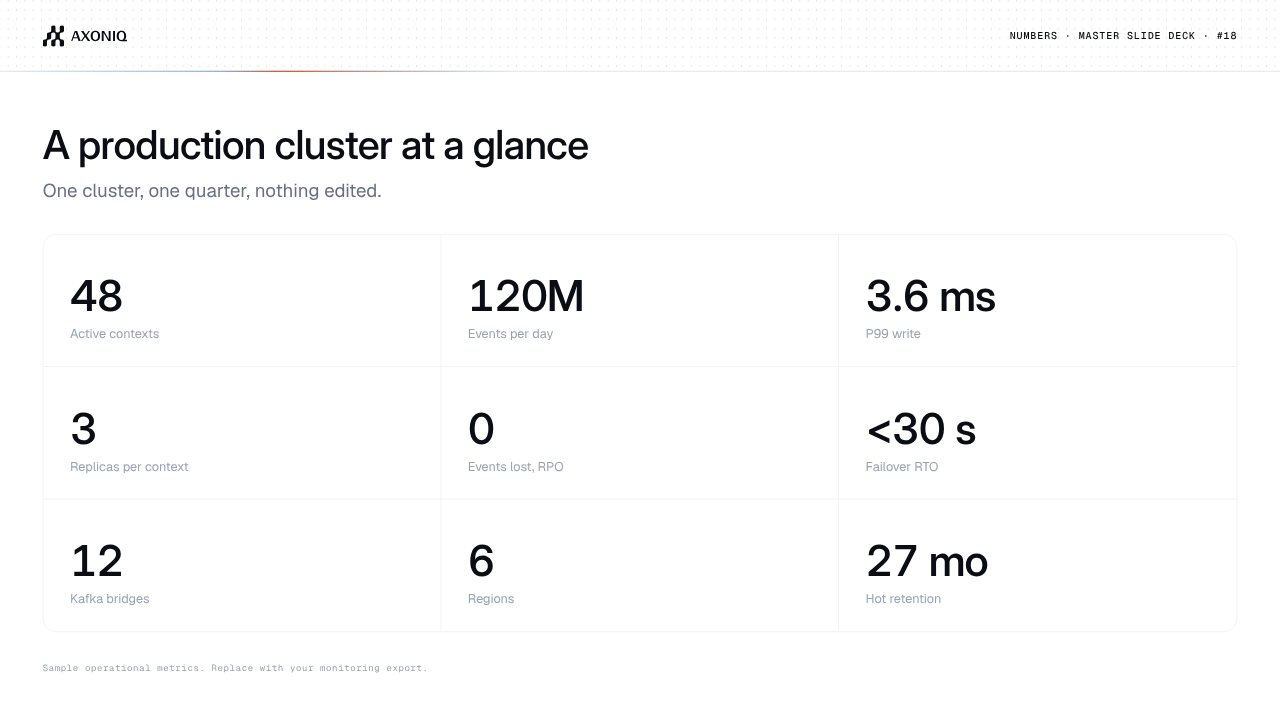 AXONIQ
NUMBERS · MASTER SLIDE DECK · #18
A production cluster at a glance
One cluster, one quarter, nothing edited.
48
Active contexts
120M
Events per day
3.6 ms
P99 write
3
Replicas per context
0
Events lost, RPO
<30 s
Failover RTO
12
Kafka bridges
6
Regions
27 mo
Hot retention
Sample operational metrics. Replace with your monitoring export.